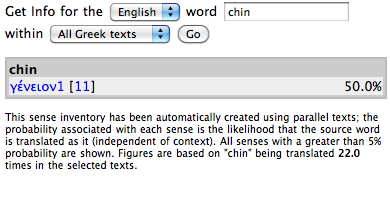 Get Info for the English word chin
within All Greek texts Go
chin
γένειον1 [11] 50.0%
This sense inventory has been automatically created using parallel texts; the
probability associated with each sense is the likelihood that the source word
is translated as it (independent of context). All senses with a greater than 5%
probability are shown. Figures are based on "chin" being translated 22.0
times in the selected texts.